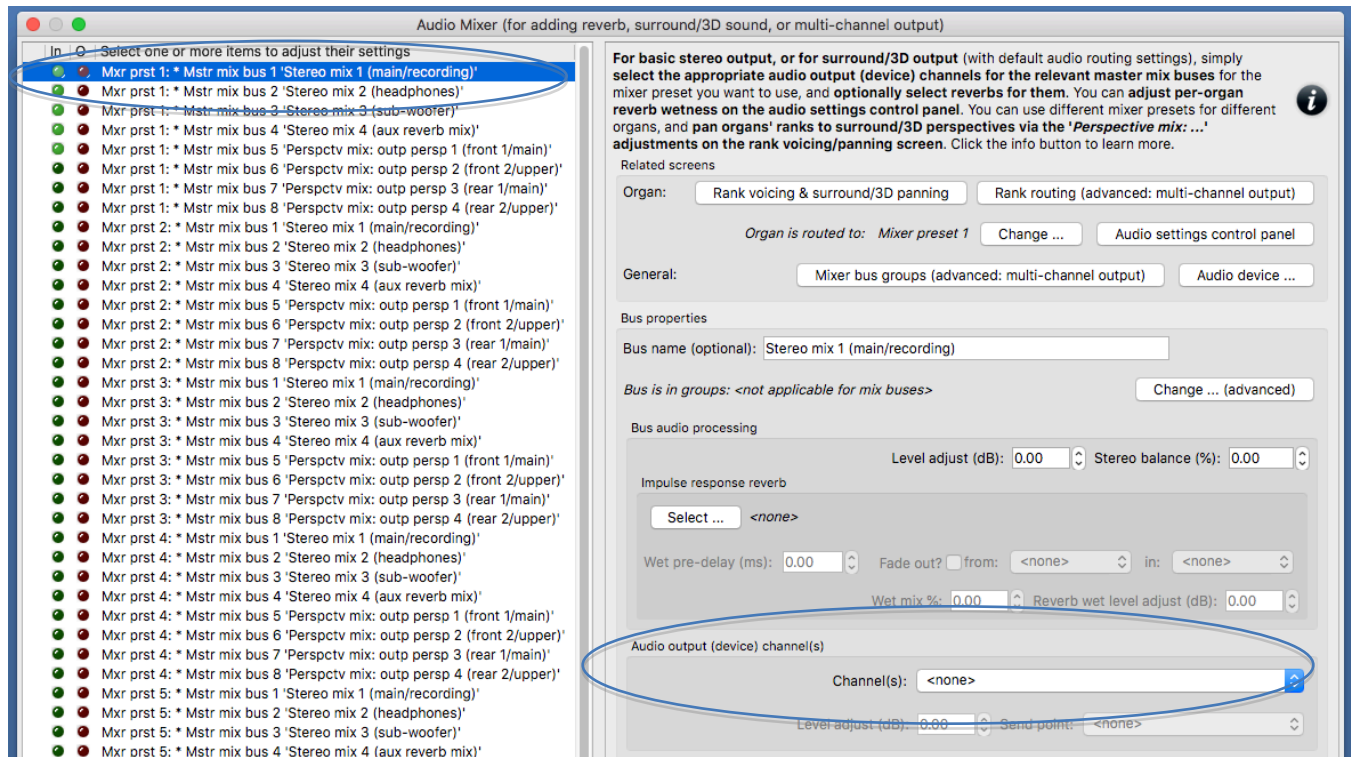 Audio Mixer (for adding reverb, surround/3D sound, or multi-channel output)
In O Select one or more items to adjust their settings
Mxr prst 1: * Mstr mix bus 1 'Stereo mix 1 (main/recording)'
Mxr prst 1: * Mstr mix bus 2 'Stereo mix 2 (headphones)'
Mxr prst 1: * Mstr mix bus 3 'Stereo mix 3 (sub-woofer)'
Mxr prst 1: * Mstr mix bus 4 'Stereo mix 4 (aux reverb mix)'
Mxr prst 1: * Mstr mix bus 5 'Perspctv mix: outp persp 1 (front 1/main)'
Mxr prst 1: * Mstr mix bus 6 'Perspctv mix: outp persp 2 (front 2/upper)'
Mxr prst 1: * Mstr mix bus 7 'Perspctv mix: outp persp 3 (rear 1/main)'
Mxr prst 1: * Mstr mix bus 8 'Perspctv mix: outp persp 4 (rear 2/upper)'
Mxr prst 2: * Mstr mix bus 1 'Stereo mix 1 (main/recording)'
Mxr prst 2: * Mstr mix bus 2 'Stereo mix 2 (headphones)'
Mxr prst 2: * Mstr mix bus 3 'Stereo mix 3 (sub-woofer)'
Mxr prst 2: * Mstr mix bus 4 'Stereo mix 4 (aux reverb mix)'
Mxr prst 2: * Mstr mix bus 5 'Perspctv mix: outp persp 1 (front 1/main)'
Mxr prst 2: * Mstr mix bus 6 'Perspctv mix: outp persp 2 (front 2/upper)'
Mxr prst 2: * Mstr mix bus 7 'Perspctv mix: outp persp 3 (rear 1/main)'
Mxr prst 2: * Mstr mix bus 8 'Perspctv mix: outp persp 4 (rear 2/upper)'
Mxr prst 3: * Mstr mix bus 1 'Stereo mix 1 (main/recording)'
Mxr prst 3: * Mstr mix bus 2 'Stereo mix 2 (headphones)'
Mxr prst 3: * Mstr mix bus 3 'Stereo mix 3 (sub-woofer)'
Mxr prst 3: * Mstr mix bus 4 'Stereo mix 4 (aux reverb mix)'
Mxr prst 3: * Mstr mix bus 5 'Perspctv mix: outp persp 1 (front 1/main)'
Mxr prst 3: * Mstr mix bus 6 'Perspctv mix: outp persp 2 (front 2/upper)'
Mxr prst 3: * Mstr mix bus 7 'Perspctv mix: outp persp 3 (rear 1/main)'
Mxr prst 3: * Mstr mix bus 8 'Perspctv mix: outp persp 4 (rear 2/upper)'
Mxr prst 4: * Mstr mix bus 1 'Stereo mix 1 (main/recording)'
Mxr prst 4: * Mstr mix bus 2 'Stereo mix 2 (headphones)'
Mxr prst 4: * Mstr mix bus 3 'Stereo mix 3 (sub-woofer)'
Mxr prst 4: * Mstr mix bus 4 'Stereo mix 4 (aux reverb mix)'
Mxr prst 4: * Mstr mix bus 5 'Perspctv mix: outp persp 1 (front 1/main)'
Mxr prst 4: * Mstr mix bus 6 'Perspctv mix: outp persp 2 (front 2/upper)'
Mxr prst 4: * Mstr mix bus 7 'Perspctv mix: outp persp 3 (rear 1/main)'
Mxr prst 4: * Mstr mix bus 8 'Perspctv mix: outp persp 4 (rear 2/upper)'
Mxr prst 5: * Mstr mix bus 1 'Stereo mix 1 (main/recording)'
Mxr prst 5: * Mstr mix bus 2 'Stereo mix 2 (headphones)'
Mxr prst 5: * Mstr mix bus 3 'Stereo mix 3 (sub-woofer)'
Mxr prst 5: * Mstr mix bus 4 'Stereo mix 4 (aux reverb mix)'
For basic stereo output, or for surround/3D output (with default audio routing settings), simply
select the appropriate audio output (device) channels for the relevant master mix buses for the
mixer preset you want to use, and optionally select reverbs for them. You can adjust per-organ
reverb wetness on the audio settings control panel. You can use different mixer presets for different
organs, and pan organs' ranks to surround/3D perspectives via the 'Perspective mix: ...'
adjustments on the rank voicing/panning screen. Click the info button to learn more.
i
Related screens
Organ: Rank voicing & surround/3D panning Rank routing (advanced: multi-channel output)
Organ is routed to: Mixer preset 1 Change ... Audio settings control panel
General: Mixer bus groups (advanced: multi-channel output) Audio device ...
Bus properties
Bus name (optional): Stereo mix 1 (main/recording)
Bus is in groups: <not applicable for mix buses> Change ... (advanced)
Bus audio processing
Level adjust (dB): 0.00 Stereo balance (%): 0.00
Impulse response reverb
Select ... <none>
Wet pre-delay (ms): 0.00 Fade out? from: <none> in: <none>
Wet mix %: 0.00 Reverb wet level adjust (dB): 0.00
Audio output (device) channel(s)
Channel(s): <none>
Level adjust (dB): 0.00 Send point: <none>